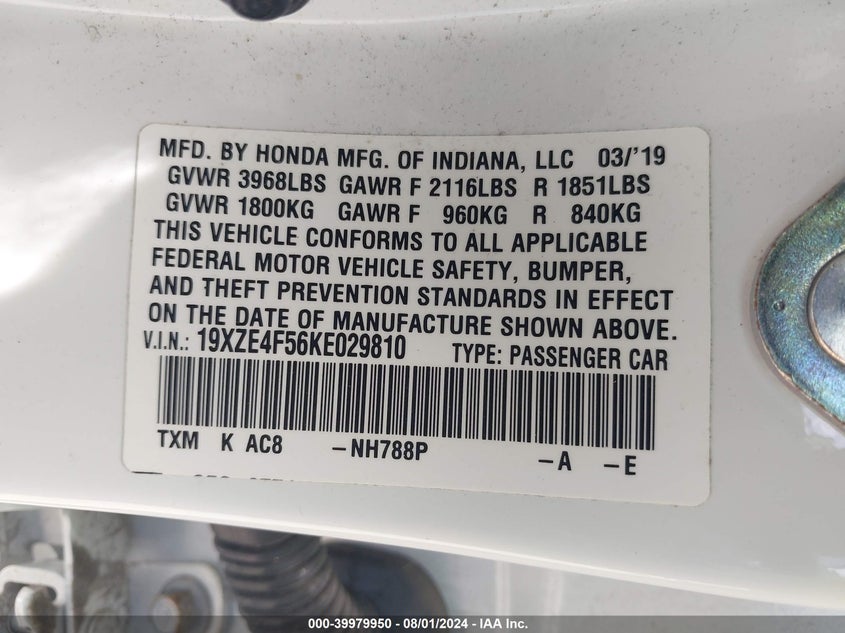 MFD. BY HONDA MFG. OF INDIANA, LLC 03/'19
GVWR 3968LBS GAWR F 2116LBS R 1851LBS
GVWR 1800KG GAWR F 960KG R 840KG
THIS VEHICLE CONFORMS TO ALL APPLICABLE
FEDERAL MOTOR VEHICLE SAFETY, BUMPER,
AND THEFT PREVENTION STANDARDS IN EFFECT
ON THE DATE OF MANUFACTURE SHOWN ABOVE.
V.I.N.: 19XZE4F56KE029810 TYPE: PASSENGER CAR
TXM K AC8 -NH788P -A -E
000-39979950 | 08/01/2024 | IAA Inc.